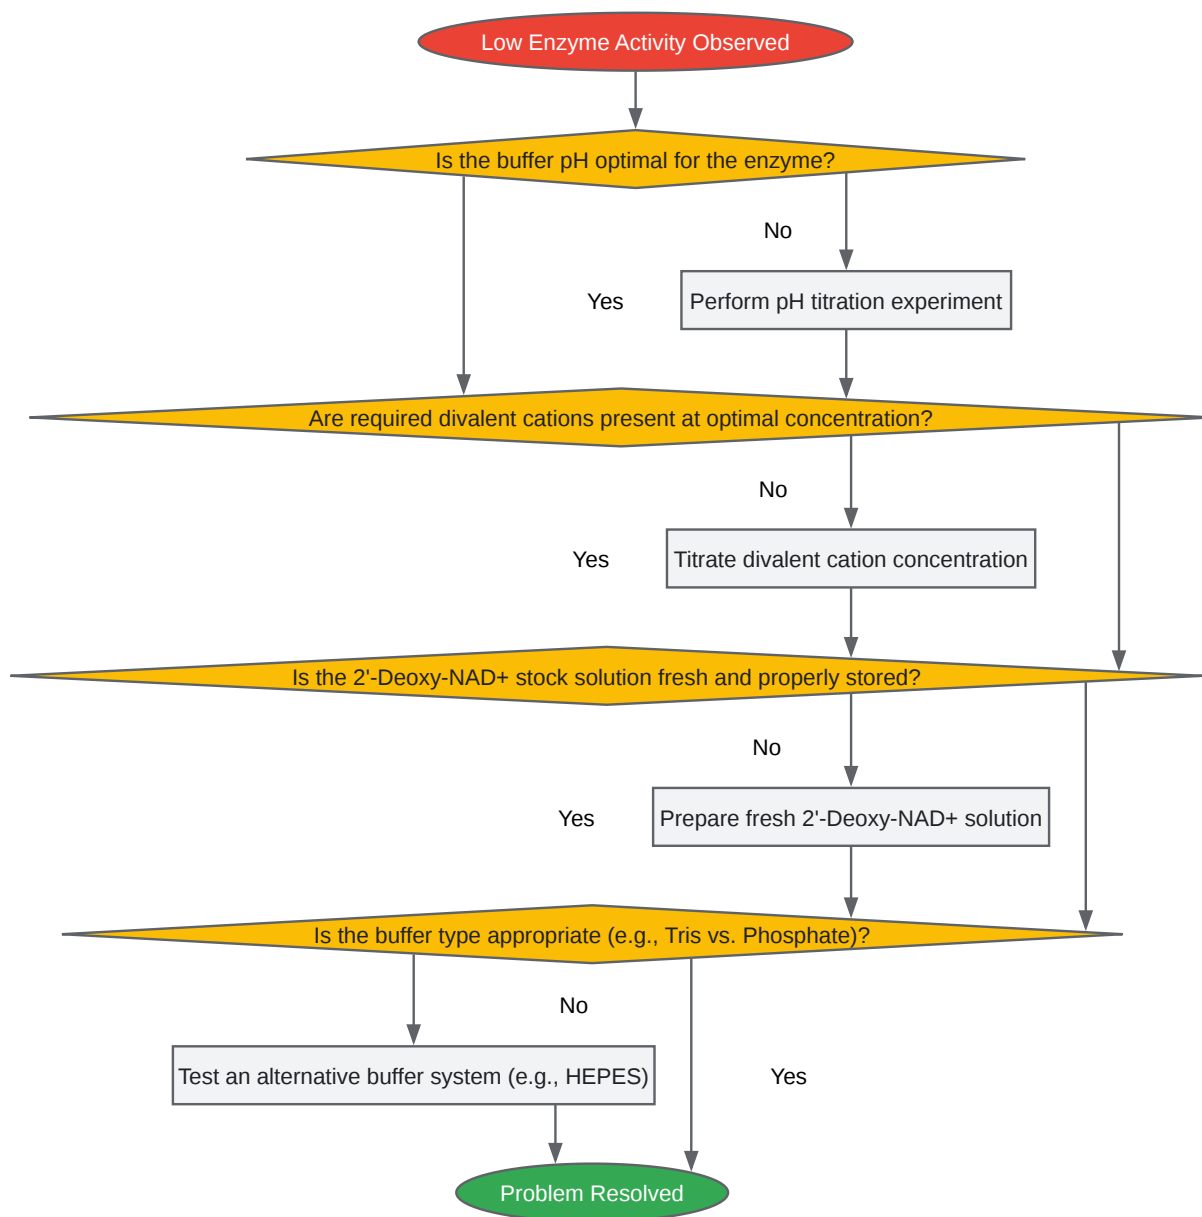 Low Enzyme Activity Observed
Is the buffer pH optimal for the enzyme?
No
Yes
Perform pH titration experiment
Are required divalent cations present at optimal concentration?
No
Yes
Titrate divalent cation concentration
Is the 2'-Deoxy-NAD+ stock solution fresh and properly stored?
No
Yes
Prepare fresh 2'-Deoxy-NAD+ solution
Is the buffer type appropriate (e.g., Tris vs. Phosphate)?
No
Test an alternative buffer system (e.g., HEPES)
Yes
Problem Resolved